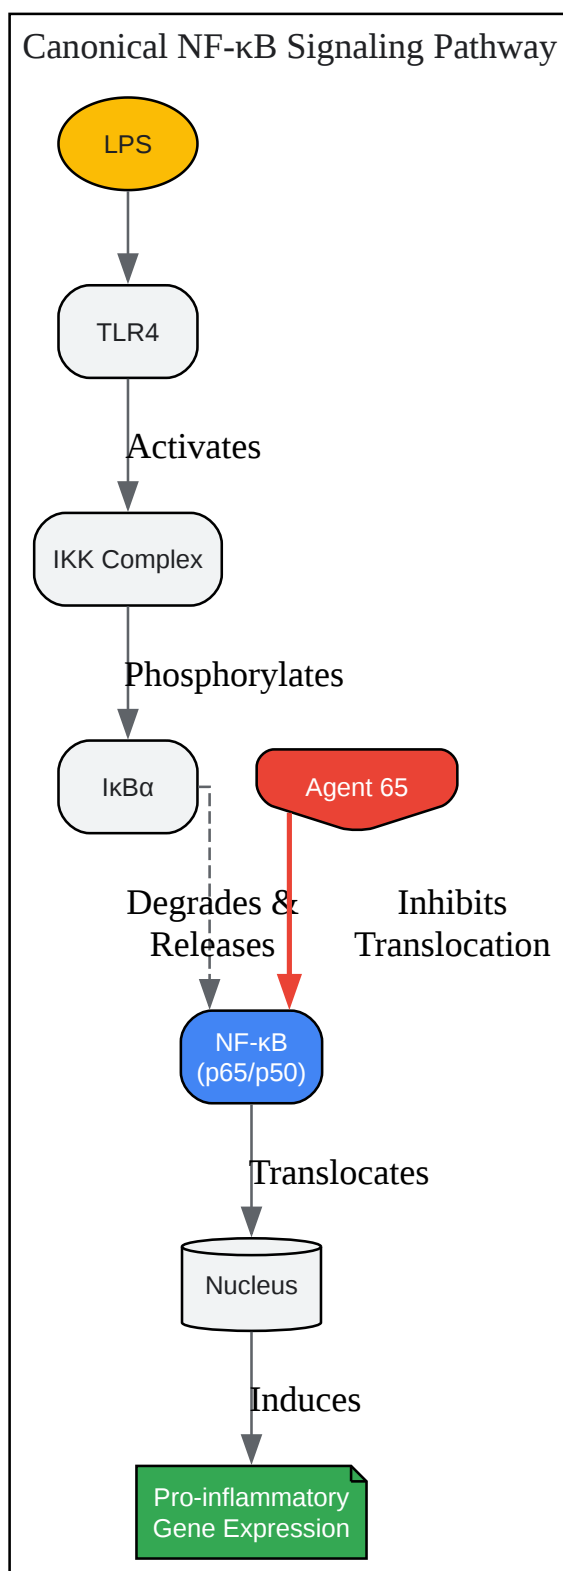 Canonical NF-κB Signaling Pathway
LPS
TLR4
Activates
IKK Complex
Phosphorylates
IκBα
Agent 65
Degrades &
Releases
Inhibits
Translocation
NF-κB
(p65/p50)
Translocates
Nucleus
Induces
Pro-inflammatory
Gene Expression